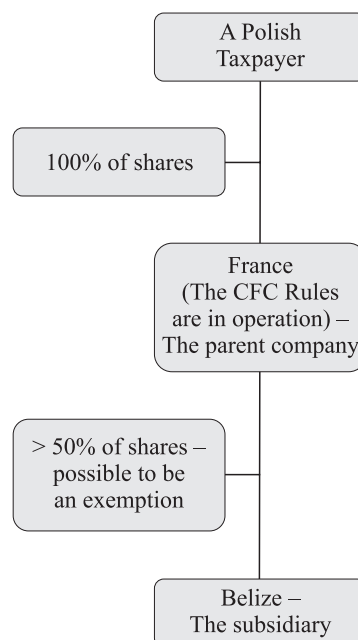 A Polish
Taxpayer
100% of shares
France
(The CFC Rules
are in operation) –
The parent company
> 50% of shares –
possible to be
an exemption
Belize –
The subsidiary